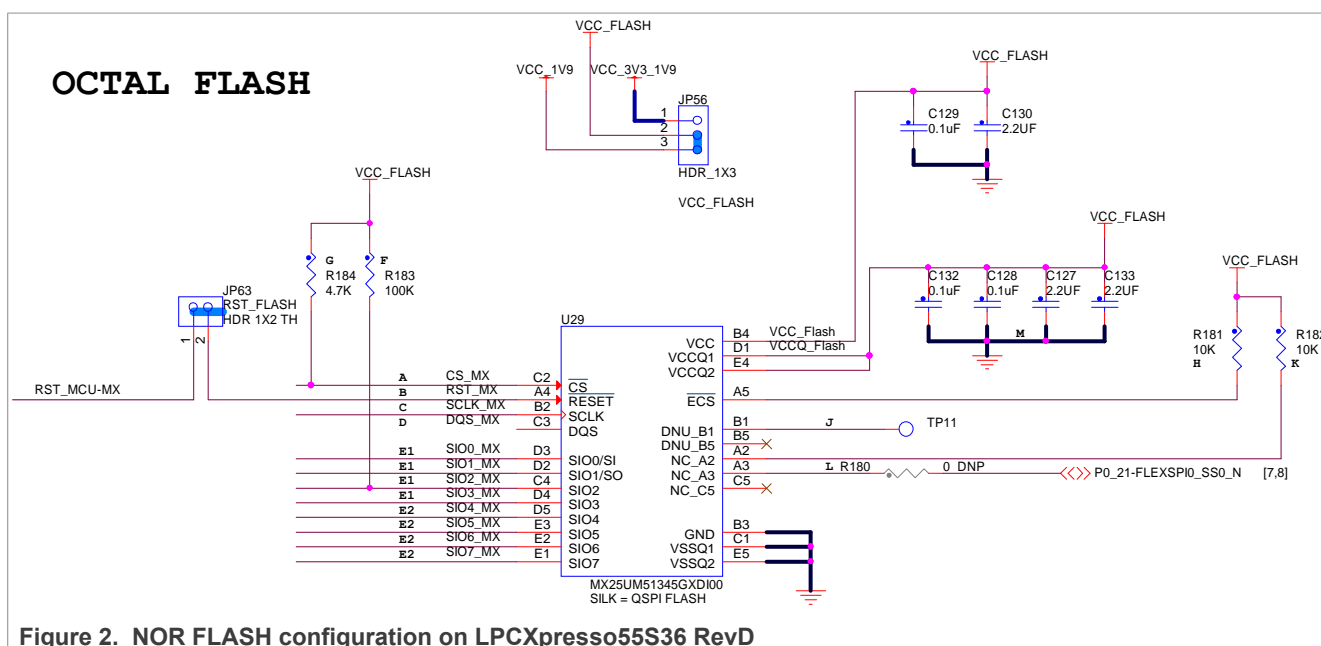 OCTAL FLASH
VCC_FLASH
VCC_1V9
VCC_3V3_1V9
JP56
1
2
3
HDR_1X3
VCC_FLASH
VCC_FLASH
C129
0.1uF
C130
2.2UF
VCC_FLASH
G
R184
4.7K
F
R183
100K
JP63
RST_FLASH
HDR 1X2 TH
1
2
RST_MCU-MX
VCC_FLASH
C132
0.1uF
C128
0.1uF
C127
2.2UF
C133
2.2UF
M
VCC_FLASH
R181
10K
H
R182
10K
K
U29
A CS_MX C2 CS
B RST_MX A4 RESET
C SCLK_MX B2 SCLK
D DQS_MX C3 DQS
E1 SIO0_MX D3 SIO0/SI
E1 SIO1_MX D2 SIO1/SO
E1 SIO2_MX C4 SIO2
E1 SIO3_MX D4 SIO3
E2 SIO4_MX D5 SIO4
E2 SIO5_MX E3 SIO5
E2 SIO6_MX E2 SIO6
E2 SIO7_MX E1 SIO7
VCC B4 VCC_Flash
VCCQ1 D1 VCCQ_Flash
VCCQ2 E4
ECS A5
DNU_B1 B1 J TP11
DNU_B5 B5
NC_A2 A2
NC_A3 A3 L R180 0 DNP P0_21-FLEXSPI0_SS0_N [7,8]
NC_C5 C5
GND B3
VSSQ1 C1
VSSQ2 E5
MX25UM51345GXDI00
SILK = QSPI FLASH
Figure 2. NOR FLASH configuration on LPCXpresso55S36 RevD